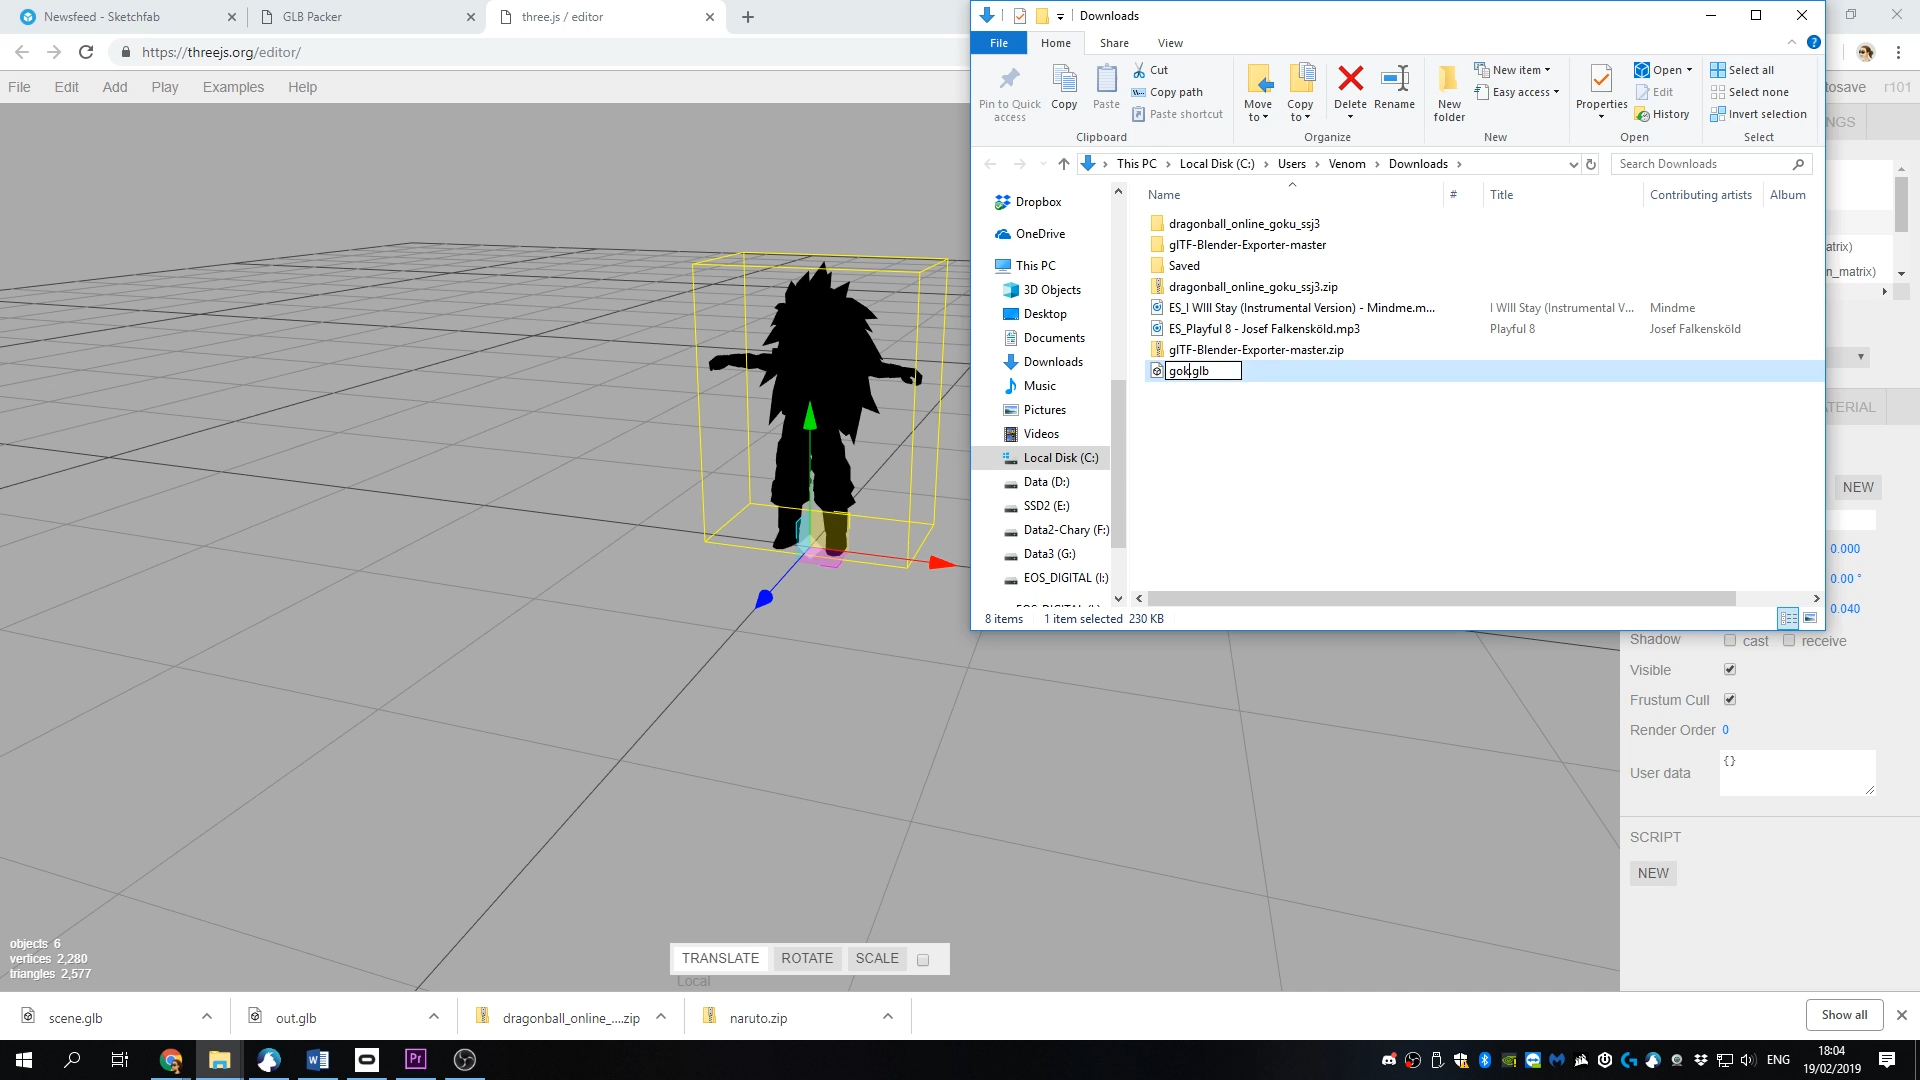 Newsfeed - Sketchfab
GLB Packer
three.js / editor
https://threejs.org/editor/
File Edit Add Play Examples Help
tosave r101
NGS
atrix)
n_matrix)
TERIAL
NEW
0.000
0.00 °
0.040
Shadow cast receive
Visible
Frustum Cull
Render Order 0
User data {}
SCRIPT
NEW
Downloads
File Home Share View
Pin to Quick access
Copy
Paste
Cut
Copy path
Paste shortcut
Clipboard
Move to
Copy to
Delete
Rename
Organize
New folder
New item
Easy access
New
Properties
Open
Edit
History
Open
Select all
Select none
Invert selection
Select
This PC Local Disk (C:) Users Venom Downloads
Search Downloads
Name # Title Contributing artists Album
Dropbox
OneDrive
This PC
3D Objects
Desktop
Documents
Downloads
Music
Pictures
Videos
Local Disk (C:)
Data (D:)
SSD2 (E:)
Data2-Chary (F:)
Data3 (G:)
EOS_DIGITAL (I:)
dragonball_online_goku_ssj3
glTF-Blender-Exporter-master
Saved
dragonball_online_goku_ssj3.zip
ES_I WIll Stay (Instrumental Version) - Mindme.m... I WIll Stay (Instrumental V... Mindme
ES_Playful 8 - Josef Falkensköld.mp3 Playful 8 Josef Falkensköld
glTF-Blender-Exporter-master.zip
gok.glb
8 items 1 item selected 230 KB
objects 6
vertices 2,280
triangles 2,577
TRANSLATE ROTATE SCALE
Local
scene.glb
out.glb
dragonball_online_....zip
naruto.zip
Show all
ENG
18:04
19/02/2019